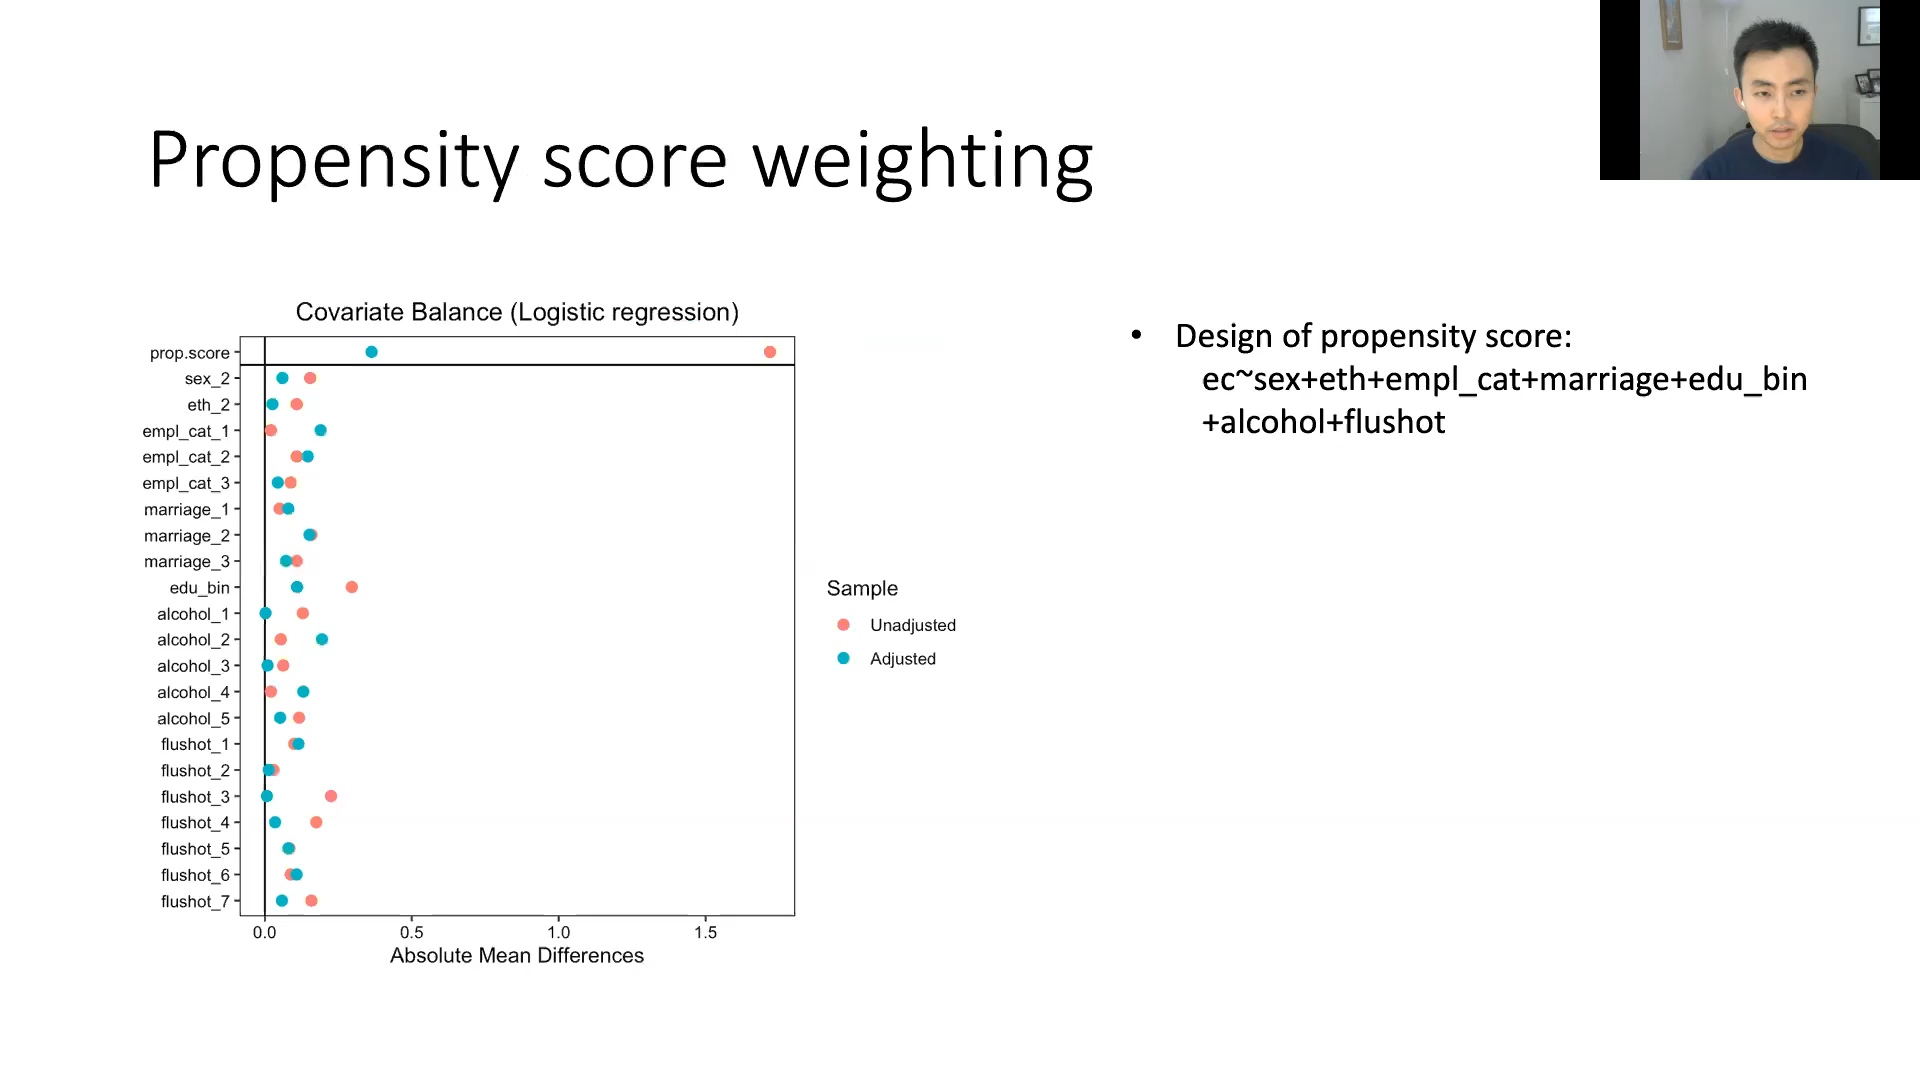 Propensity score weighting
Covariate Balance (Logistic regression)
prop.score
sex_2
eth_2
empl_cat_1
empl_cat_2
empl_cat_3
marriage_1
marriage_2
marriage_3
edu_bin
alcohol_1
alcohol_2
alcohol_3
alcohol_4
alcohol_5
flushot_1
flushot_2
flushot_3
flushot_4
flushot_5
flushot_6
flushot_7
0.0 0.5 1.0 1.5
Absolute Mean Differences
Sample
Unadjusted
Adjusted
• Design of propensity score:
ec~sex+eth+empl_cat+marriage+edu_bin
+alcohol+flushot